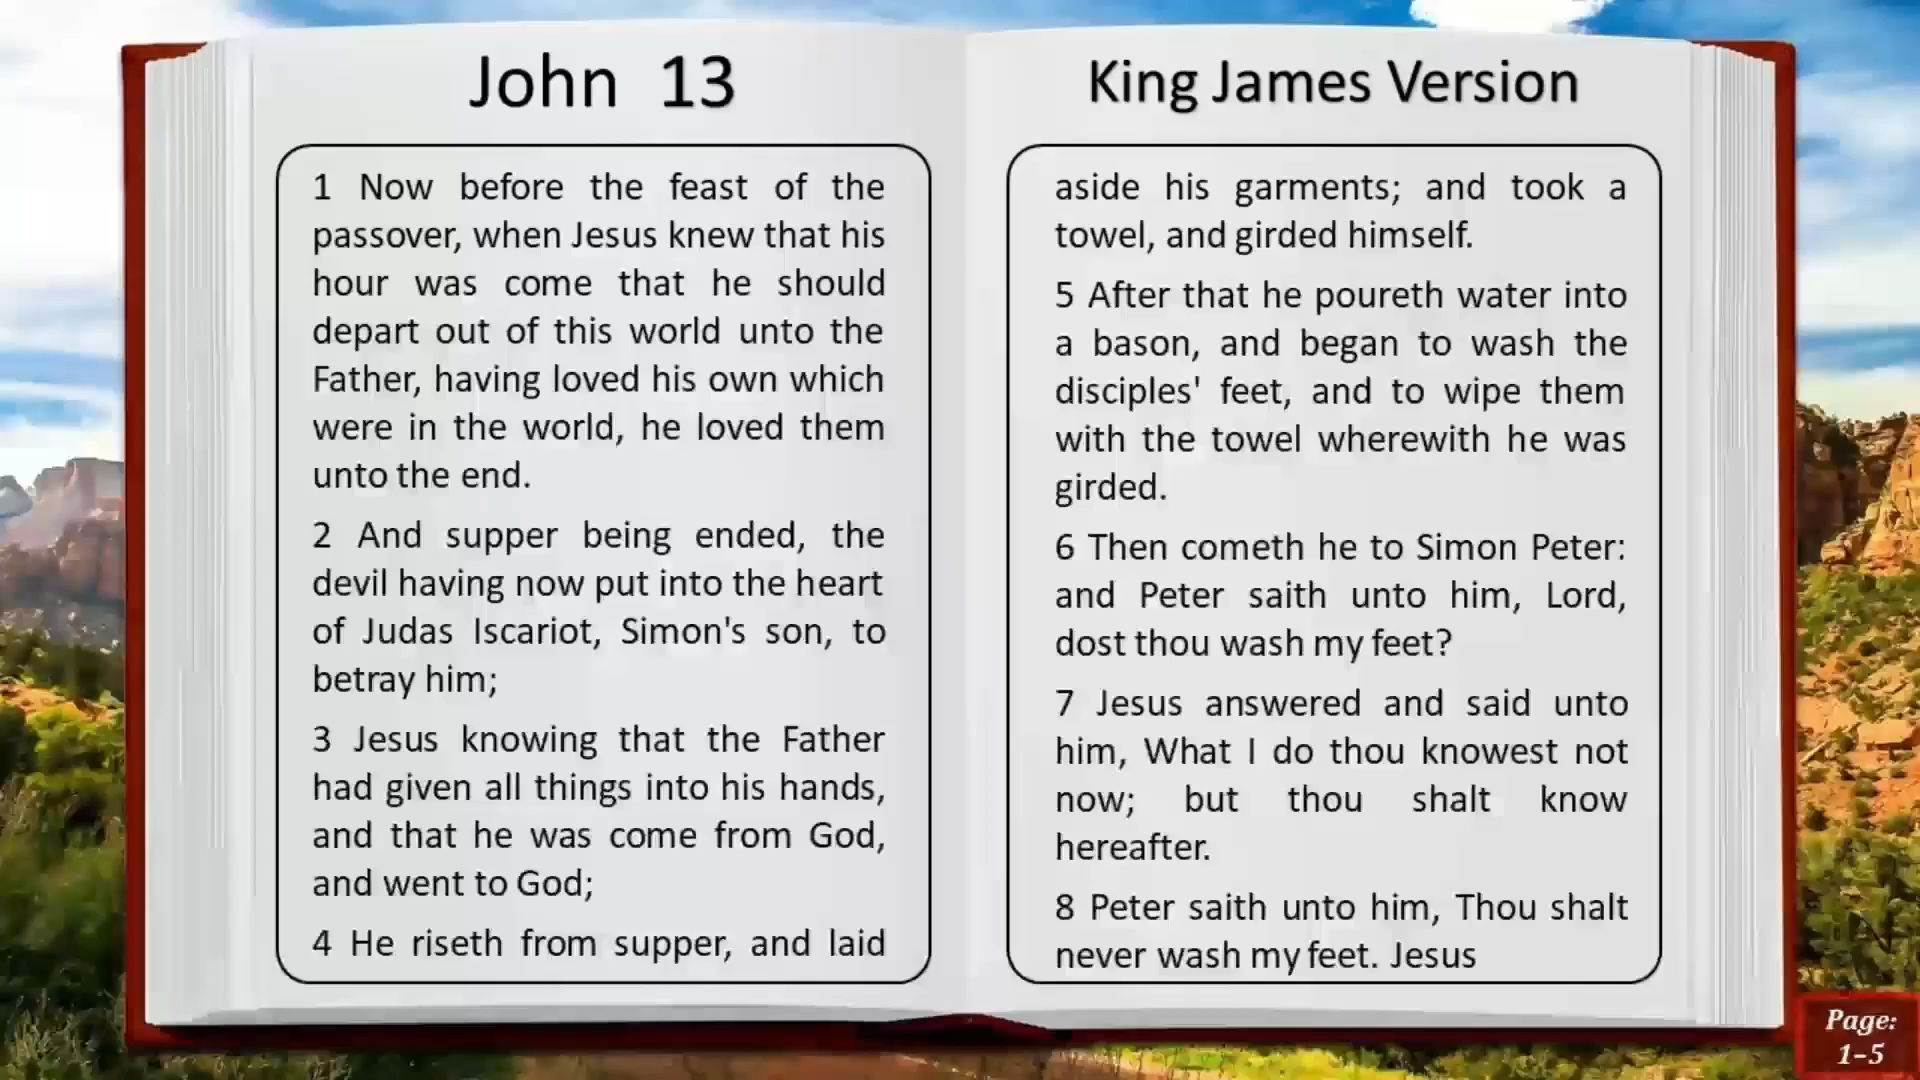 John 13
1 Now before the feast of the
passover, when Jesus knew that his
hour was come that he should
depart out of this world unto the
Father, having loved his own which
were in the world, he loved them
unto the end.
2 And supper being ended, the
devil having now put into the heart
of Judas Iscariot, Simon's son, to
betray him;
3 Jesus knowing that the Father
had given all things into his hands,
and that he was come from God,
and went to God;
4 He riseth from supper, and laid
King James Version
aside his garments; and took a
towel, and girded himself.
5 After that he poureth water into
a bason, and began to wash the
disciples' feet, and to wipe them
with the towel wherewith he was
girded.
6 Then cometh he to Simon Peter:
and Peter saith unto him, Lord,
dost thou wash my feet?
7 Jesus answered and said unto
him, What I do thou knowest not
now; but thou shalt know
hereafter.
8 Peter saith unto him, Thou shalt
never wash my feet. Jesus
Page:
1-5